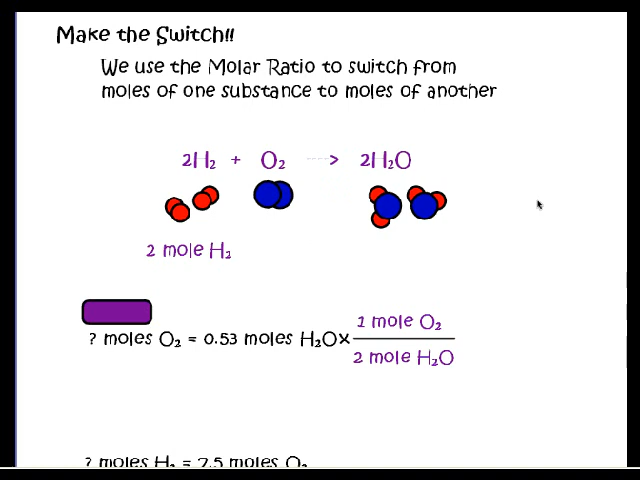 Make the Switch!!
We use the Molar Ratio to switch from
moles of one substance to moles of another
2H₂ + O₂ ----> 2H₂O
2 mole H₂
1 mole O₂
? moles O₂ = 0.53 moles H₂O x
2 mole H₂O
? moles H₂ = 7.5 moles O₂